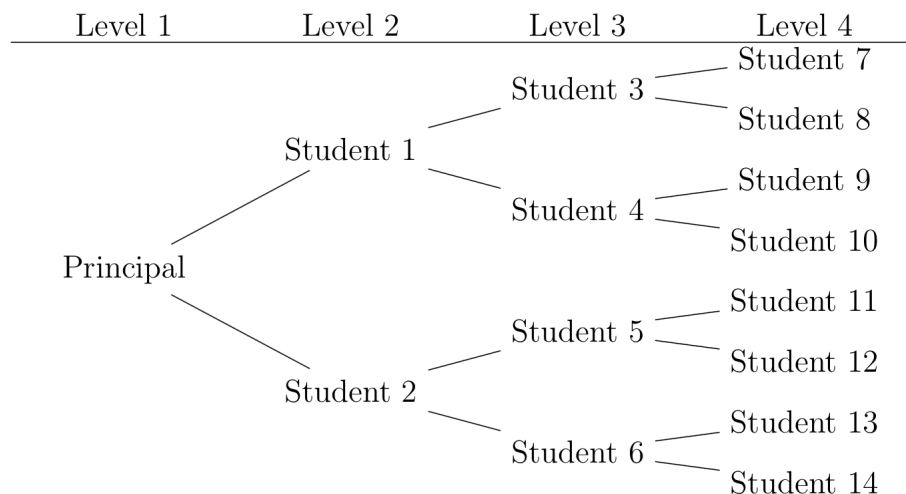 Level 1 Level 2 Level 3 Level 4
Student 7
Student 3
Student 8
Student 1
Student 9
Student 4
Student 10
Principal
Student 11
Student 5
Student 12
Student 2
Student 13
Student 6
Student 14